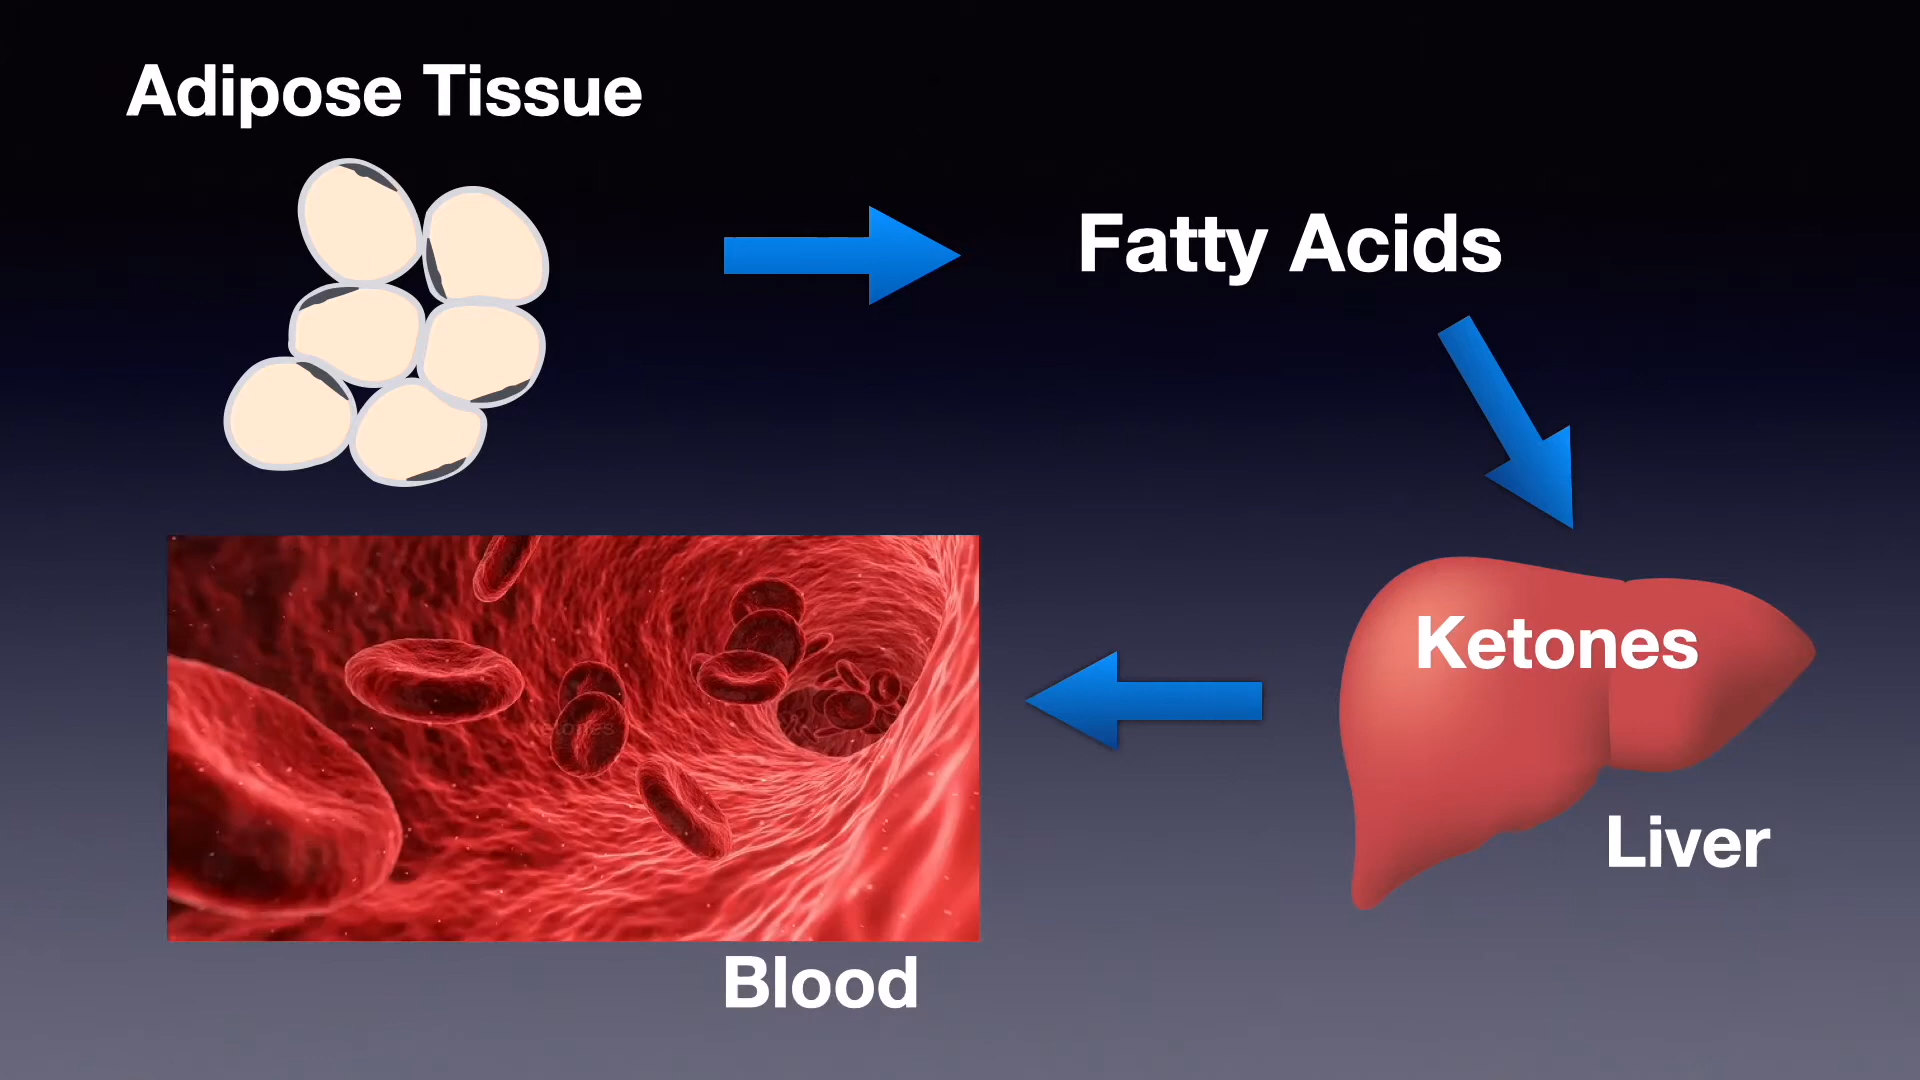 Adipose Tissue
Fatty Acids
Ketones
Liver
Blood